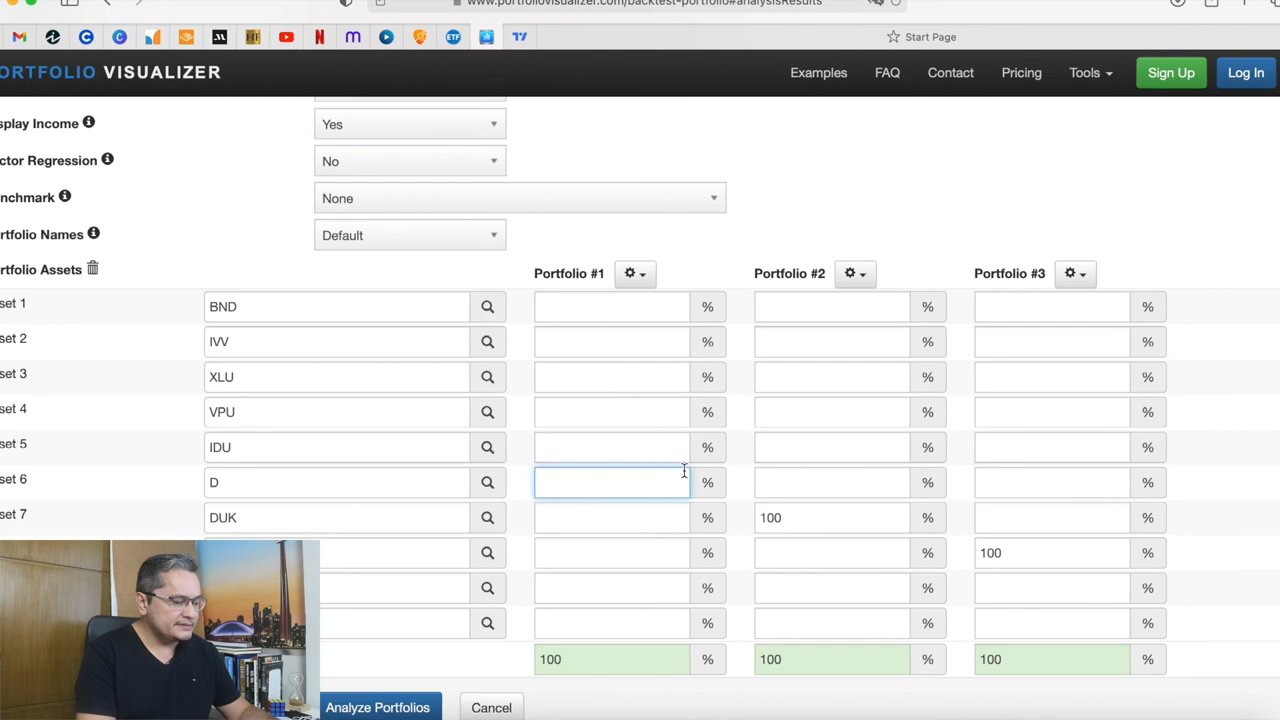 www.portfoliovisualizer.com/backtest-portfolio#analysisResults
ETF
Start Page
PORTFOLIO VISUALIZER
Examples FAQ Contact Pricing Tools Sign Up Log In
splay Income Yes
ctor Regression No
nchmark None
rtfolio Names Default
rtfolio Assets Portfolio #1 Portfolio #2 Portfolio #3
set 1 BND % % %
set 2 IVV % % %
set 3 XLU % % %
set 4 VPU % % %
set 5 IDU % % %
set 6 D % % %
set 7 DUK % 100 % %
% % 100 %
% % %
% % %
100 % 100 % 100 %
Analyze Portfolios Cancel